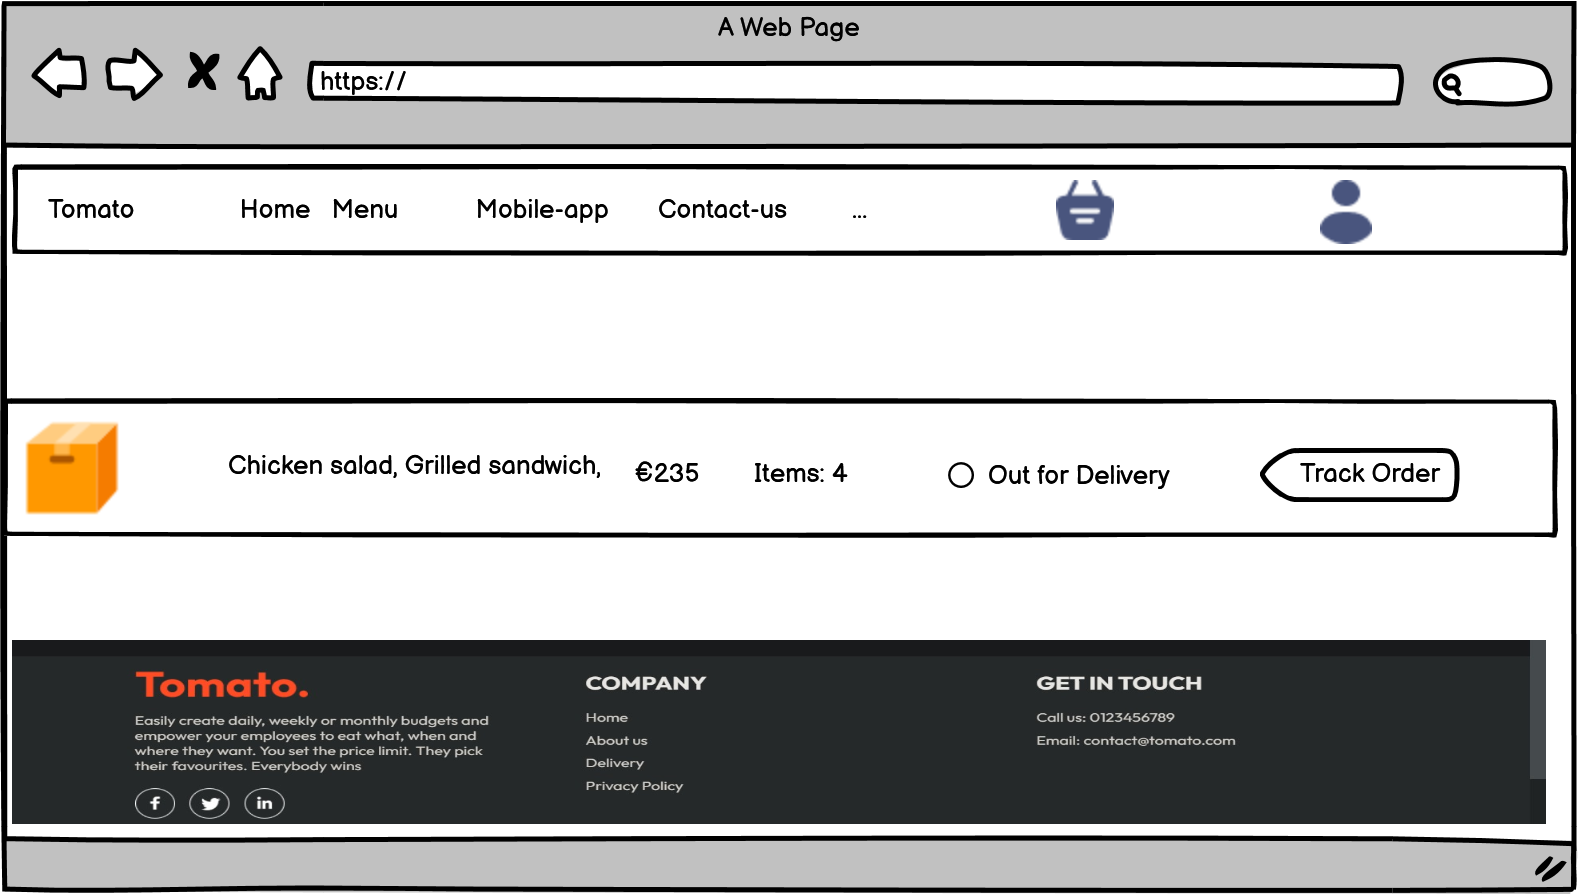 A Web Page
https://
Tomato
Home
Menu
Mobile-app
Contact-us
...
Chicken salad, Grilled sandwich,
€235
Items: 4
Out for Delivery
Track Order
Tomato.
Easily create daily, weekly or monthly budgets and
empower your employees to eat what, when and
where they want. You set the price limit. They pick
their favourites. Everybody wins
f
in
COMPANY
Home
About us
Delivery
Privacy Policy
GET IN TOUCH
Call us: 0123456789
Email: contact@tomato.com